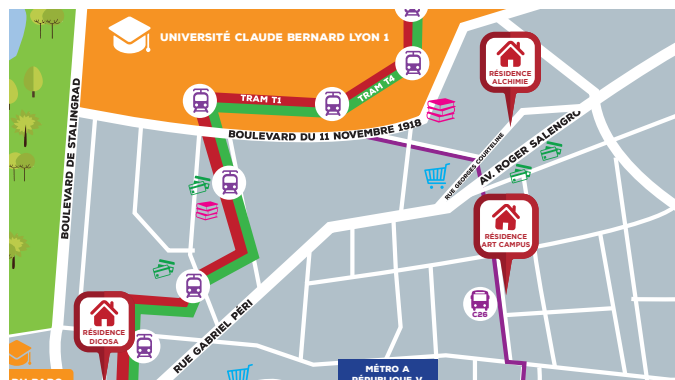 UNIVERSITÉ CLAUDE BERNARD LYON 1
RÉSIDENCE
ALCHIMIE
TRAM T1
TRAM T4
BOULEVARD DU 11 NOVEMBRE 1918
BOULEVARD DE STALINGRAD
RUE GEORGES COURTELINE
AV. ROGER SALENGRO
RÉSIDENCE
ART CAMPUS
C26
RÉSIDENCE
DICOSA
RUE GABRIEL PÉRI
MÉTRO A